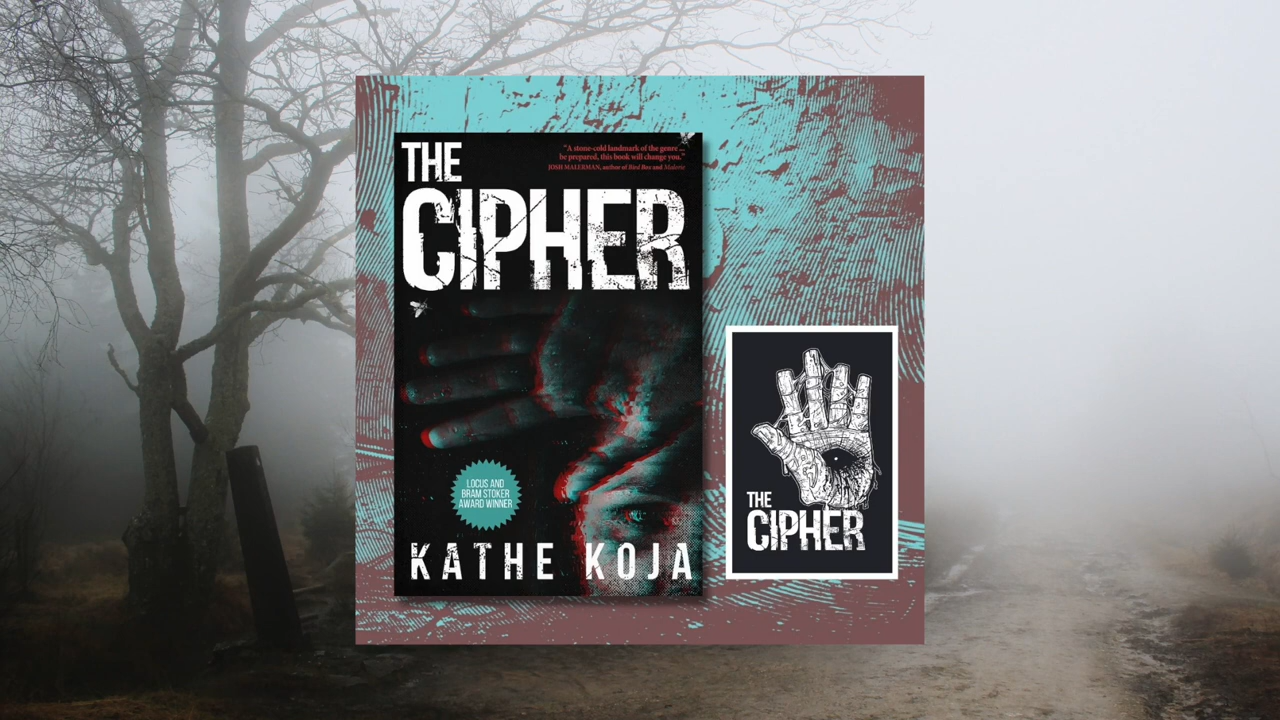 THE
CIPHER
"A stone-cold landmark of the genre ...
be prepared, this book will change you."
JOSH MALERMAN, author of Bird Box and Malorie
LOCUS AND
BRAM STOKER
AWARD WINNER
KATHE KOJA
THE
CIPHER